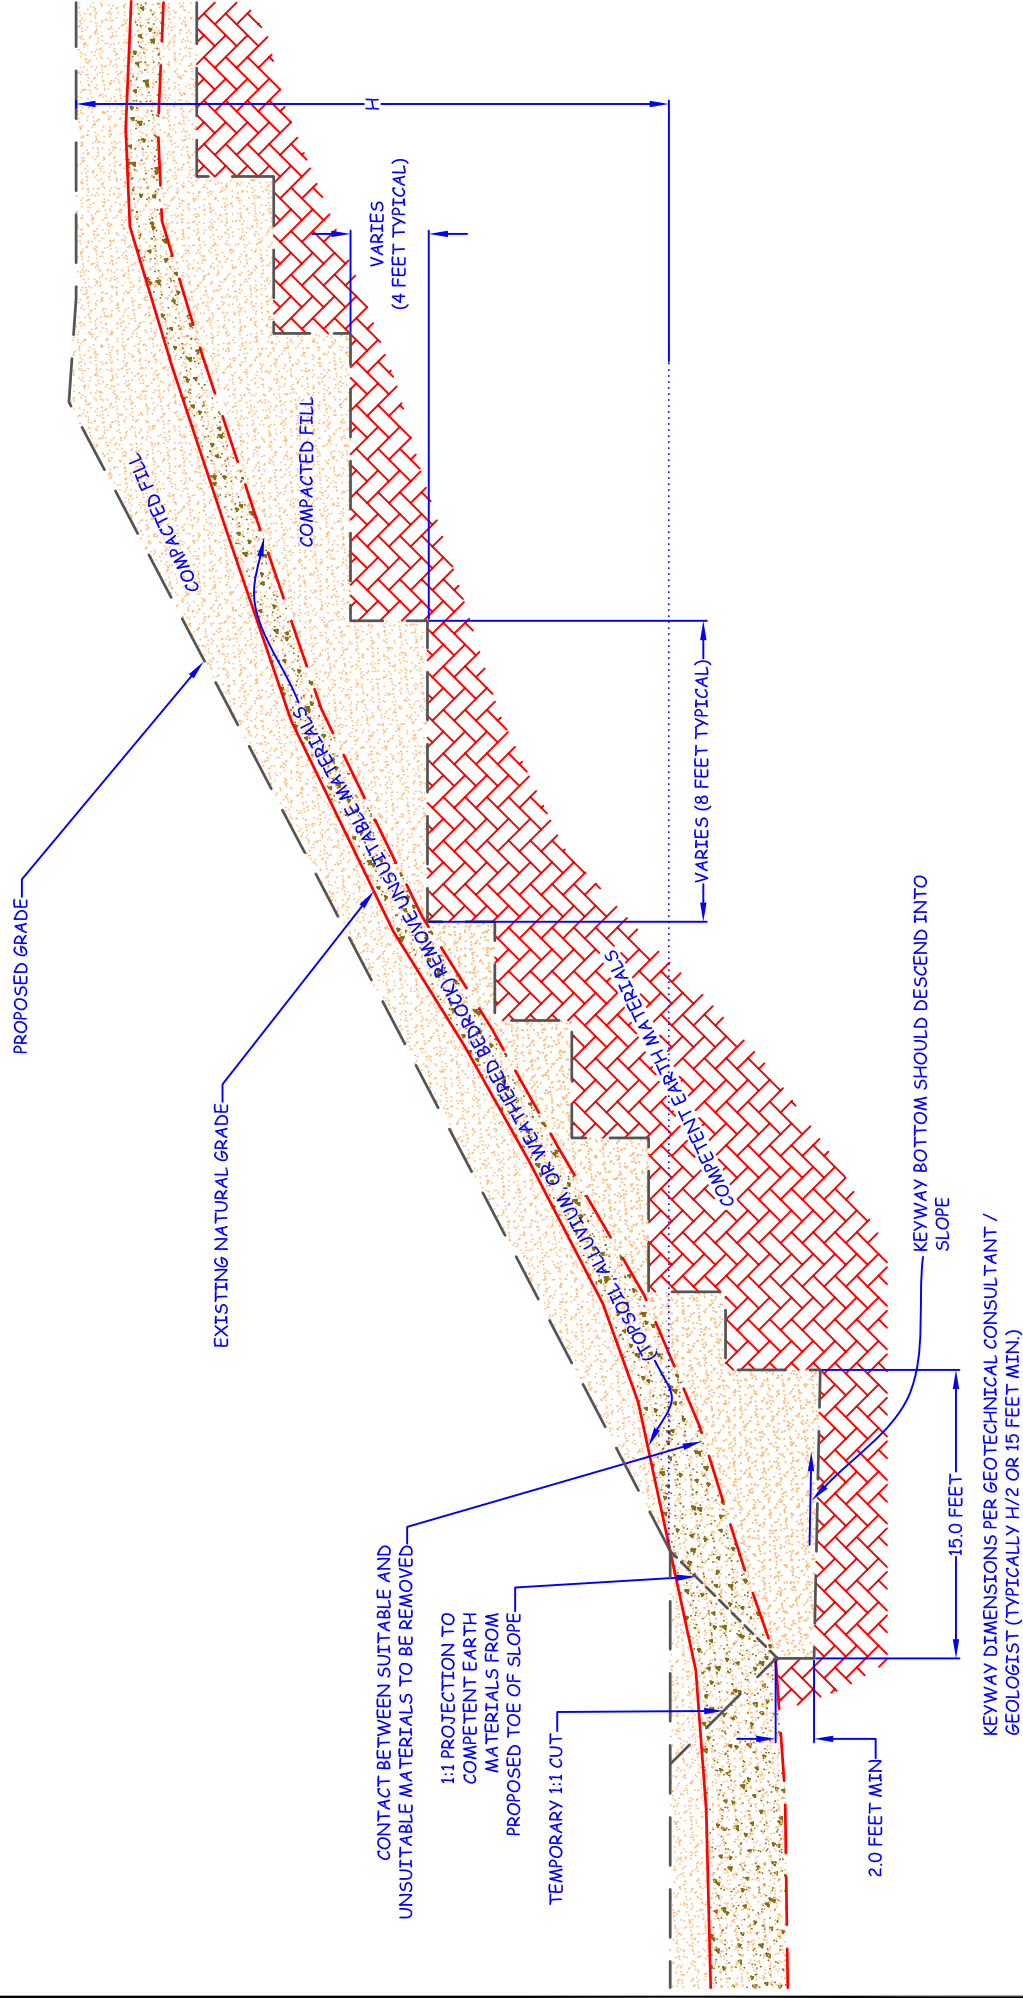 PROPOSED GRADE
EXISTING NATURAL GRADE
CONTACT BETWEEN SUITABLE AND
UNSUITABLE MATERIALS TO BE REMOVED
1:1 PROJECTION TO
COMPETENT EARTH
MATERIALS FROM
PROPOSED TOE OF SLOPE
TEMPORARY 1:1 CUT
COMPACTED FILL
COMPACTED FILL
(TOPSOIL, ALLUVIUM, OR WEATHERED BEDROCK) REMOVE UNSUITABLE MATERIALS
COMPETENT EARTH MATERIALS
H
VARIES
(4 FEET TYPICAL)
VARIES (8 FEET TYPICAL)
2.0 FEET MIN
15.0 FEET
KEYWAY BOTTOM SHOULD DESCEND INTO
SLOPE
KEYWAY DIMENSIONS PER GEOTECHNICAL CONSULTANT /
GEOLOGIST (TYPICALLY H/2 OR 15 FEET MIN.)